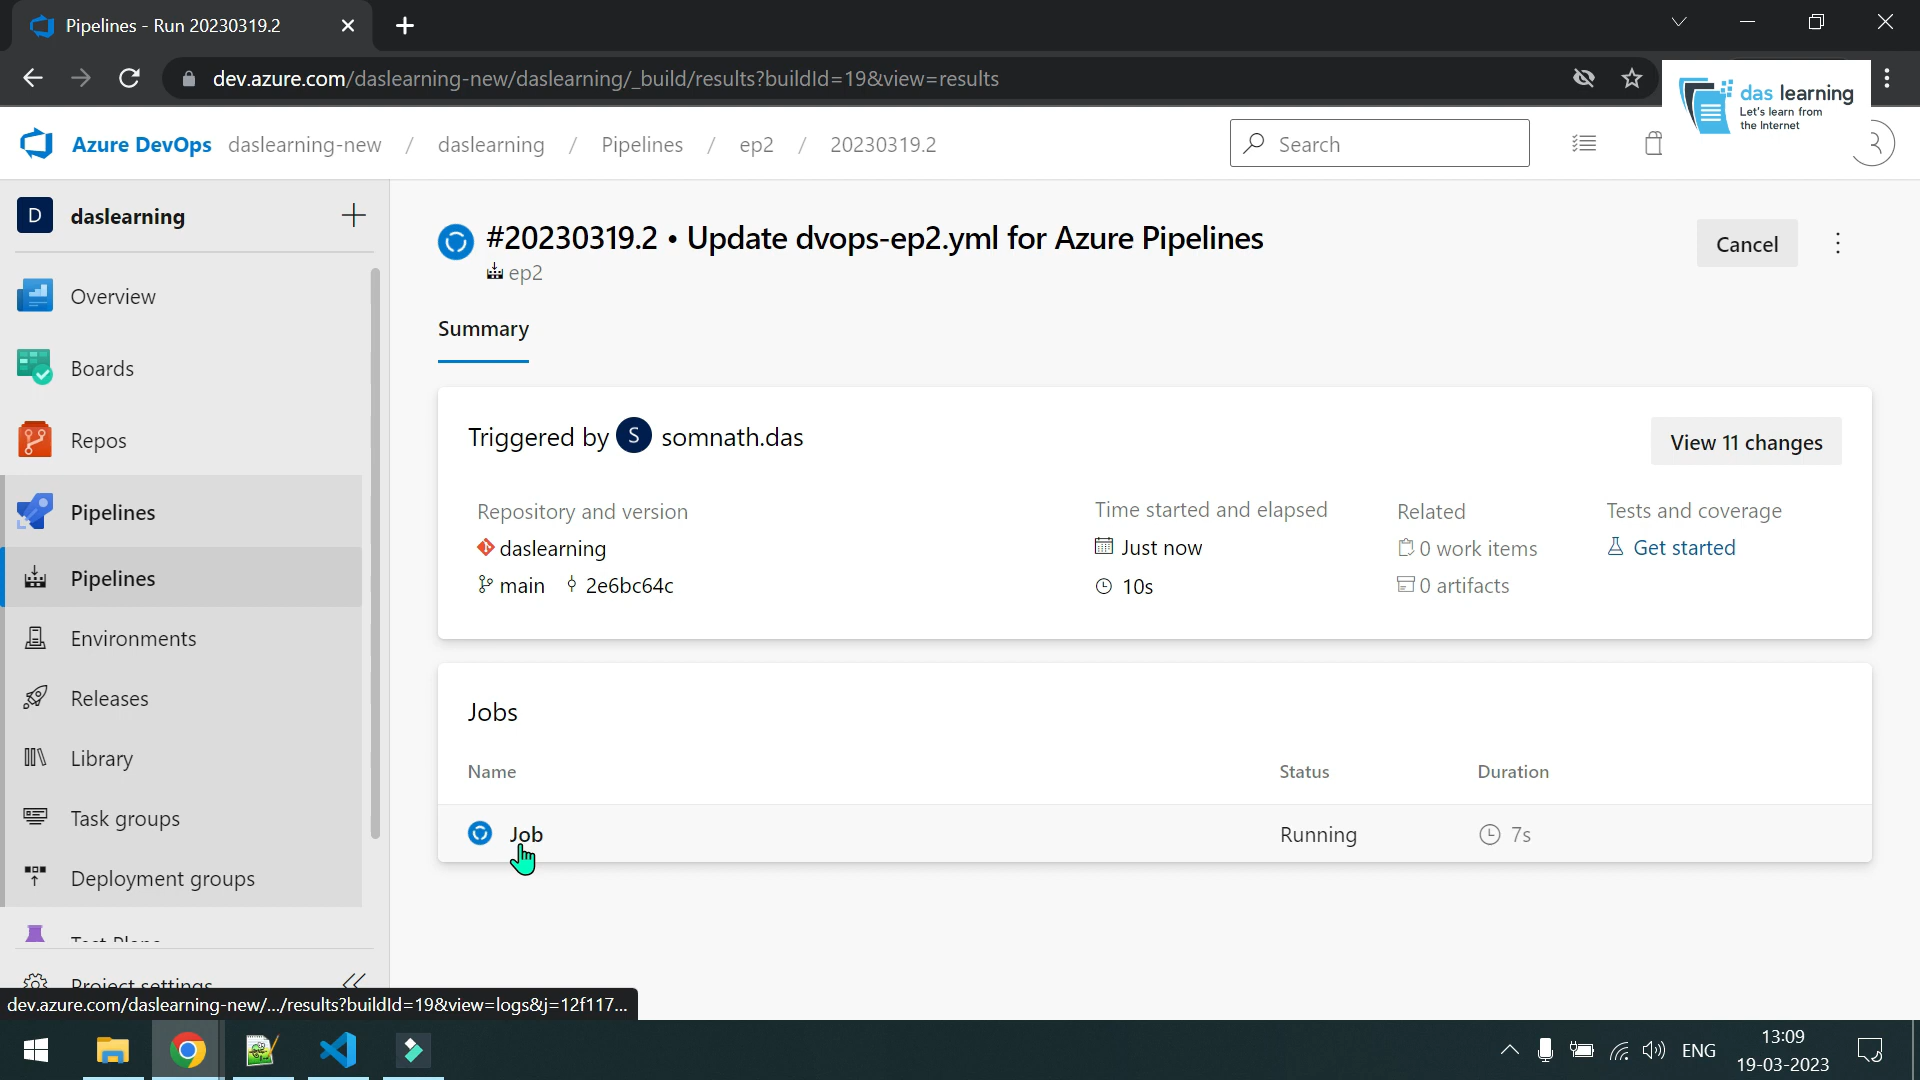 Pipelines - Run 20230319.2
dev.azure.com/daslearning-new/daslearning/_build/results?buildId=19&view=results
das learning
Let's learn from
the Internet
Azure DevOps daslearning-new / daslearning / Pipelines / ep2 / 20230319.2
Search
D daslearning
Overview
Boards
Repos
Pipelines
Pipelines
Environments
Releases
Library
Task groups
Deployment groups
Test Plans
Project settings
#20230319.2 • Update dvops-ep2.yml for Azure Pipelines
ep2
Cancel
Summary
Triggered by S somnath.das
View 11 changes
Repository and version
daslearning
main 2e6bc64c
Time started and elapsed
Just now
10s
Related
0 work items
0 artifacts
Tests and coverage
Get started
Jobs
Name Status Duration
Job Running 7s
dev.azure.com/daslearning-new/.../results?buildId=19&view=logs&j=12f117...
ENG
13:09
19-03-2023